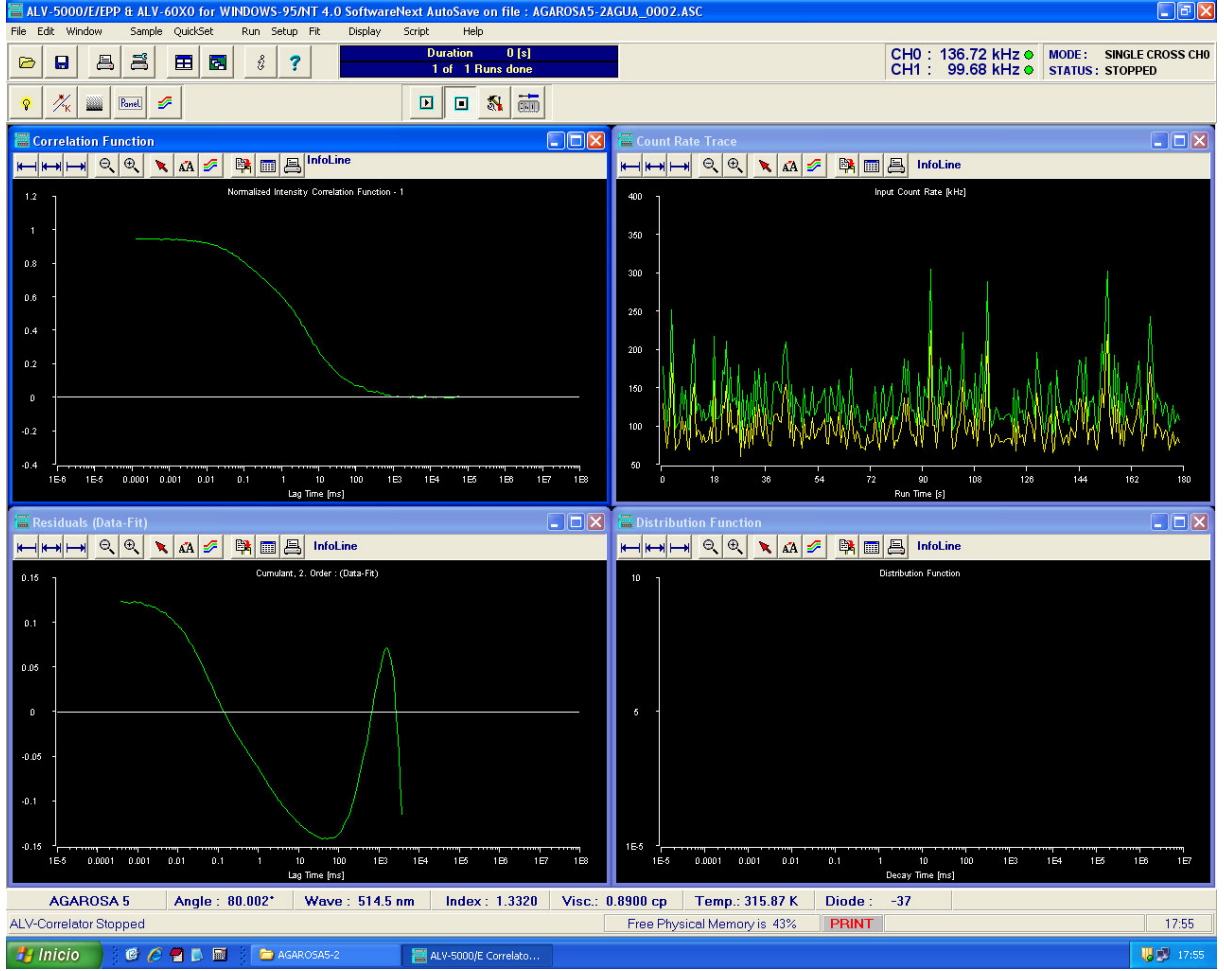 ALV-5000/E/EPP & ALV-60X0 for WINDOWS-95/NT 4.0 SoftwareNext AutoSave on file : AGAROSA5-2AGUA_0002.ASC
File Edit Window Sample QuickSet Run Setup Fit Display Script Help
Duration 0 [s]
1 of 1 Runs done
CH0 : 136.72 kHz
CH1 : 99.68 kHz
MODE : SINGLE CROSS CH0
STATUS : STOPPED
K
Panel
Correlation Function
AA
InfoLine
Normalized Intensity Correlation Function - 1
1.2
1
0.8
0.6
0.4
0.2
0
-0.2
-0.4
1E-6 1E-5 0.0001 0.001 0.01 0.1 1 10 100 1E3 1E4 1E5 1E6 1E7 1E8
Lag Time [ms]
Count Rate Trace
AA
InfoLine
Input Count Rate [kHz]
400
350
300
250
200
150
100
50
0 18 36 54 72 90 108 126 144 162 180
Run Time [s]
Residuals (Data-Fit)
AA
InfoLine
Cumulant, 2. Order : (Data-Fit)
0.15
0.1
0.05
0
-0.05
-0.1
-0.15
1E-5 0.0001 0.001 0.01 0.1 1 10 100 1E3 1E4 1E5 1E6 1E7 1E8
Lag Time [ms]
Distribution Function
AA
InfoLine
Distribution Function
10
5
1E-5
1E-5 0.0001 0.001 0.01 0.1 1 10 100 1E3 1E4 1E5 1E6 1E7
Decay Time [ms]
AGAROSA 5 Angle : 80.002° Wave : 514.5 nm Index : 1.3320 Visc.: 0.8900 cp Temp.: 315.87 K Diode : -37
ALV-Correlator Stopped Free Physical Memory is 43% PRINT 17:55
Inicio AGAROSA5-2 ALV-5000/E Correlato... 17:55